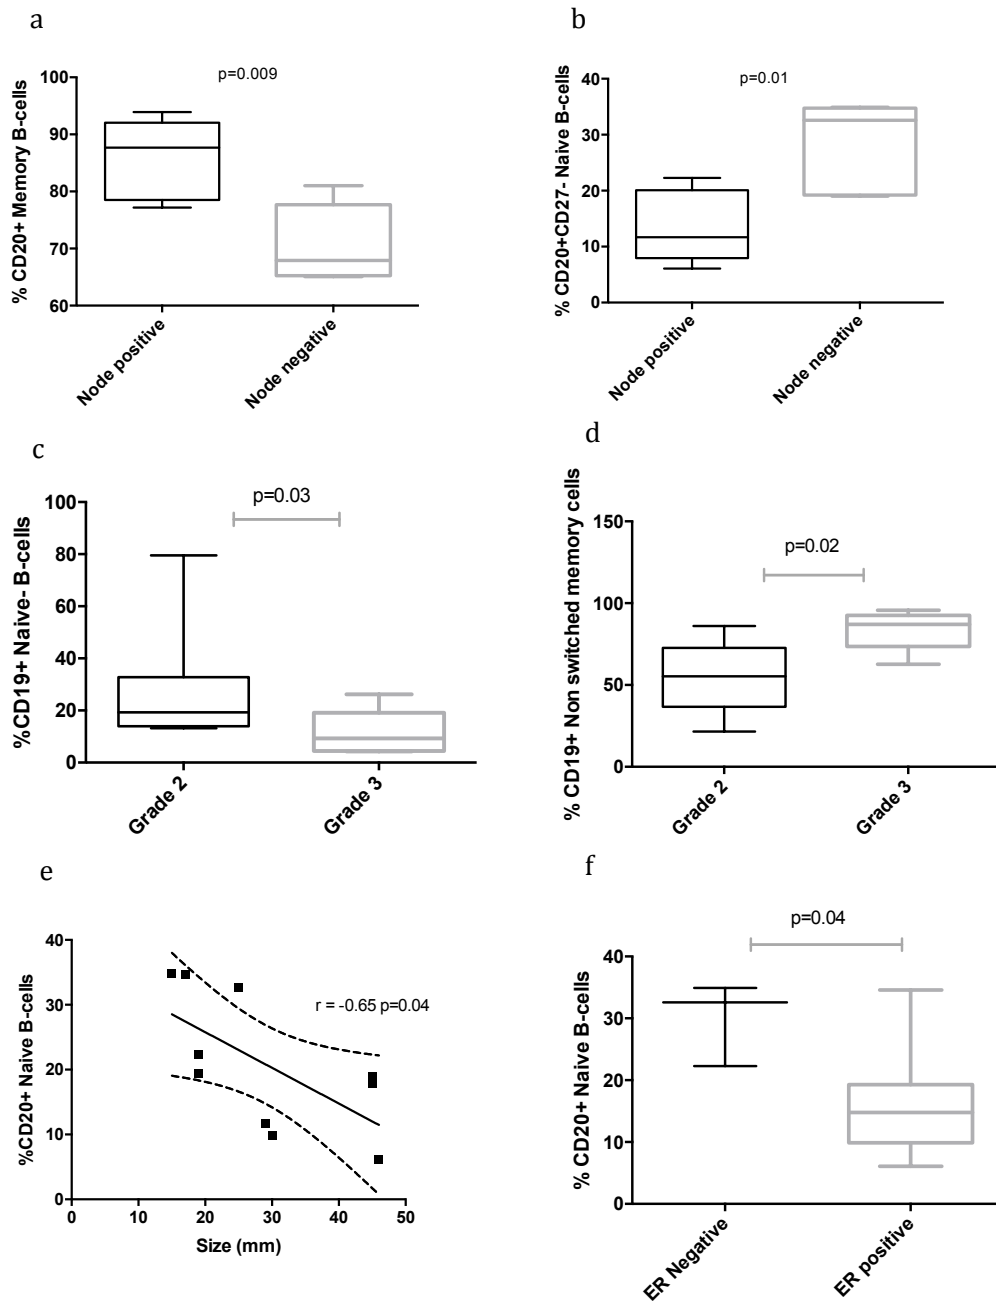 a
p=0.009
% CD20+ Memory B-cells
100
90
80
70
60
Node positive
Node negative
b
p=0.01
% CD20+CD27- Naive B-cells
40
30
20
10
0
Node positive
Node negative
c
p=0.03
%CD19+ Naive- B-cells
100
80
60
40
20
0
Grade 2
Grade 3
d
p=0.02
% CD19+ Non switched memory cells
150
100
50
0
Grade 2
Grade 3
e
r = -0.65 p=0.04
%CD20+ Naive B-cells
40
30
20
10
0
0 10 20 30 40 50
Size (mm)
f
p=0.04
% CD20+ Naive B-cells
40
30
20
10
0
ER Negative
ER positive